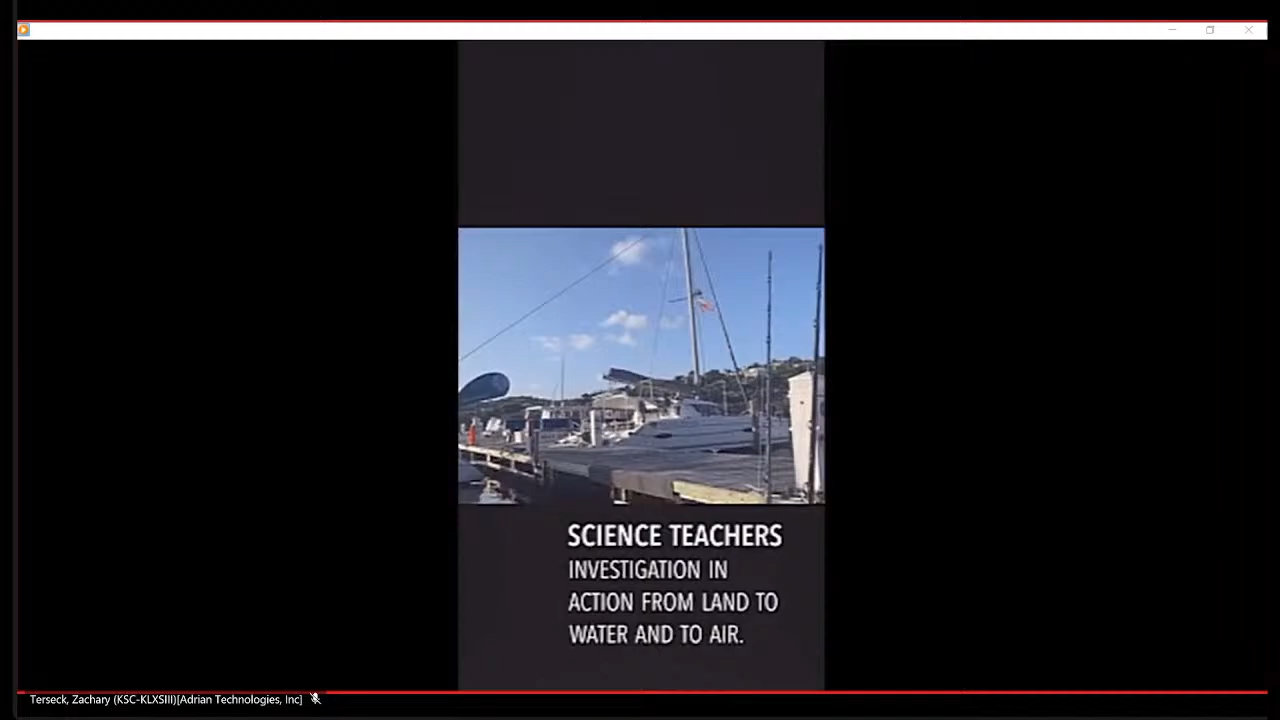 SCIENCE TEACHERS
INVESTIGATION IN
ACTION FROM LAND TO
WATER AND TO AIR.
Terseck, Zachary (KSC-KLXSIII)[Adrian Technologies, Inc]